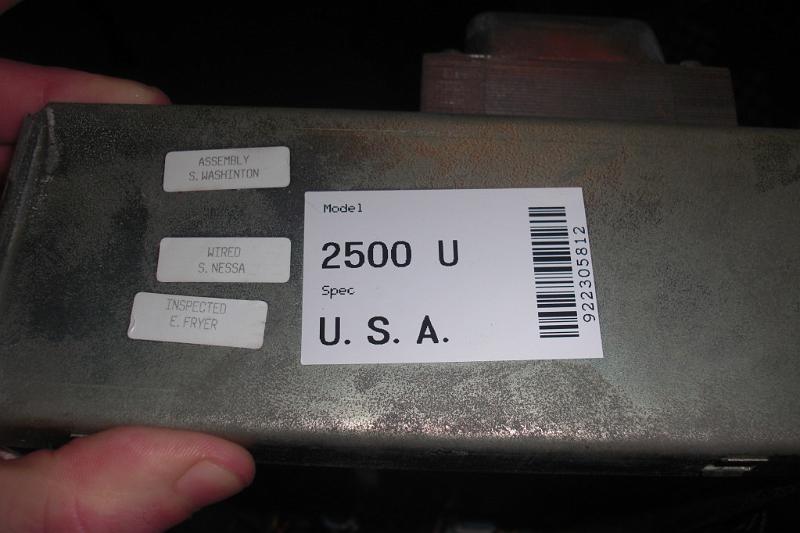 ASSEMBLY
S. WASHINTON
WIRED
S. NESSA
INSPECTED
E. FRYER
Model
2500 U
Spec
U. S. A.
922305812